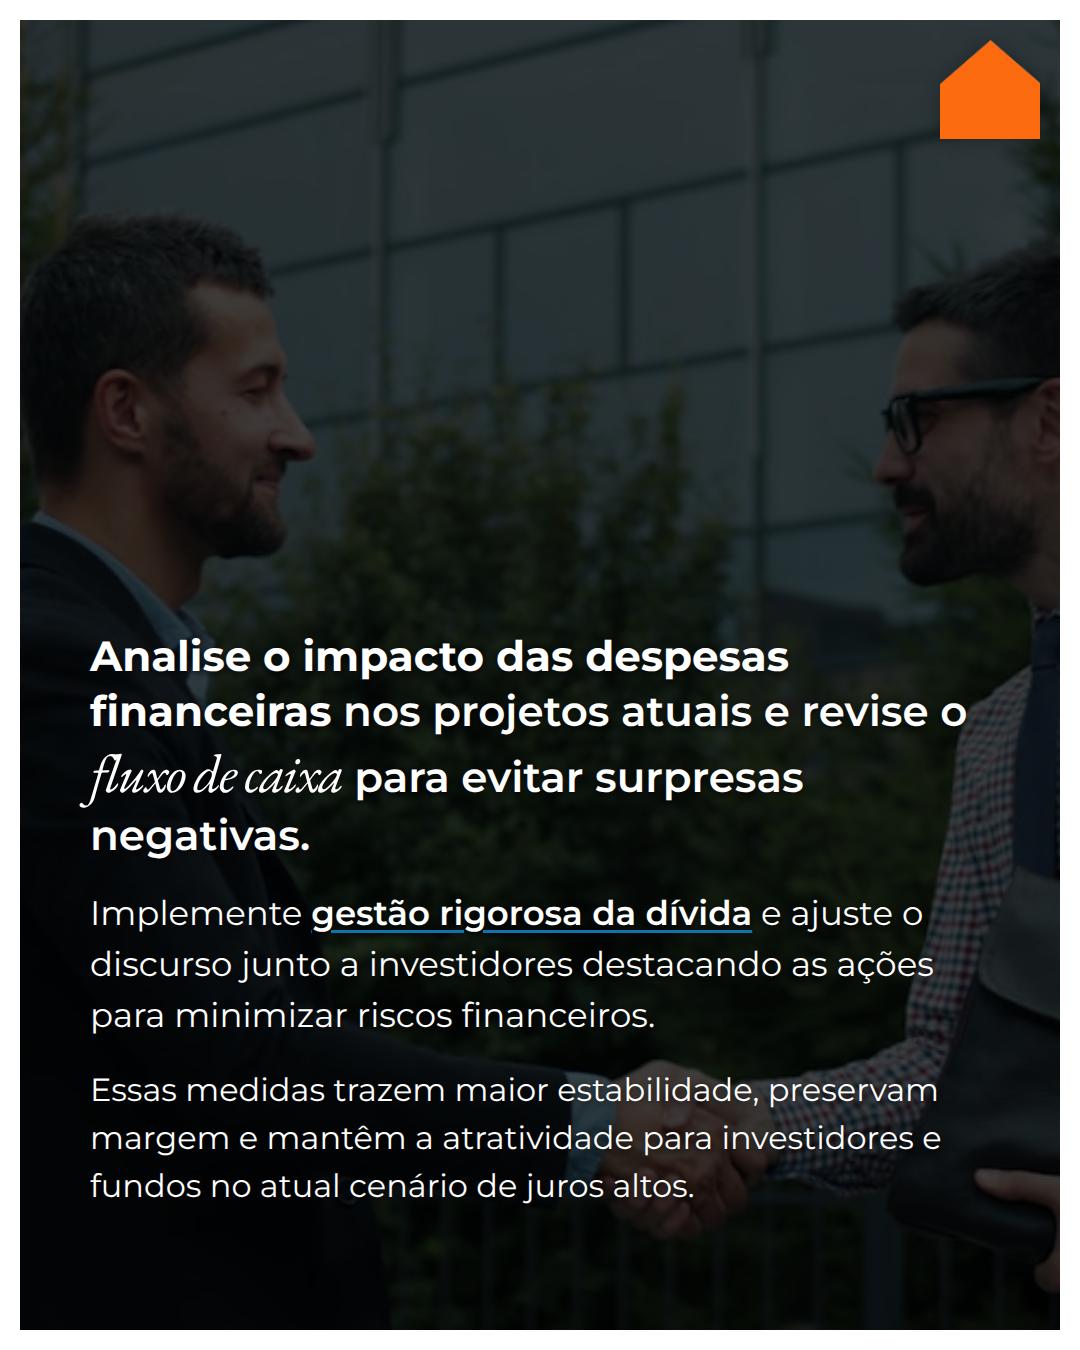 Analise o impacto das despesas
financeiras nos projetos atuais e revise o
fluxo de caixa para evitar surpresas
negativas.
Implemente gestão rigorosa da dívida e ajuste o
discurso junto a investidores destacando as ações
para minimizar riscos financeiros.
Essas medidas trazem maior estabilidade, preservam
margem e mantêm a atratividade para investidores e
fundos no atual cenário de juros altos.